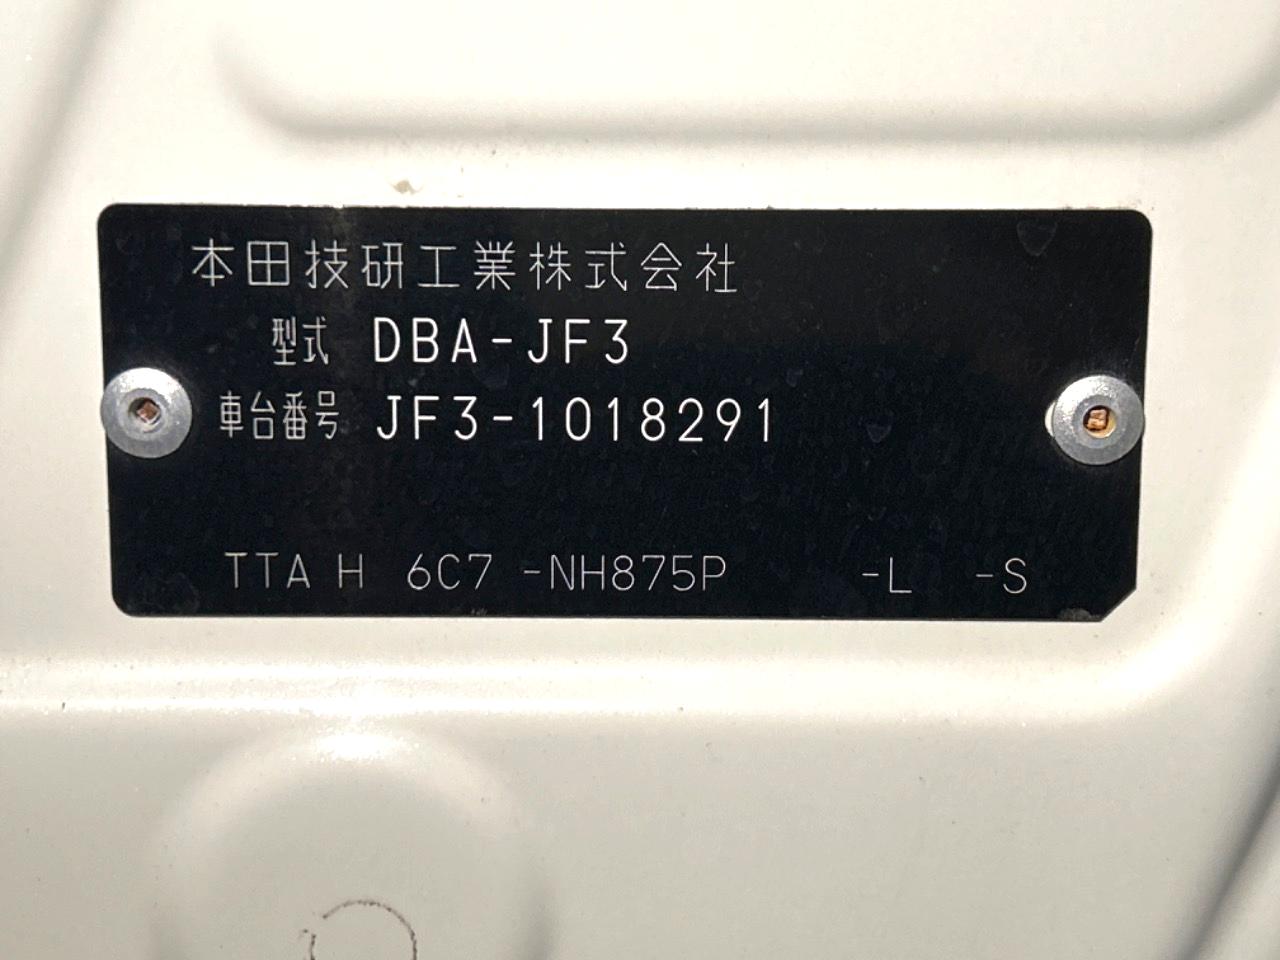 本田技研工業株式会社
型式 DBA-JF3
車台番号 JF3-1018291
TTA H 6C7 -NH875P -L -S